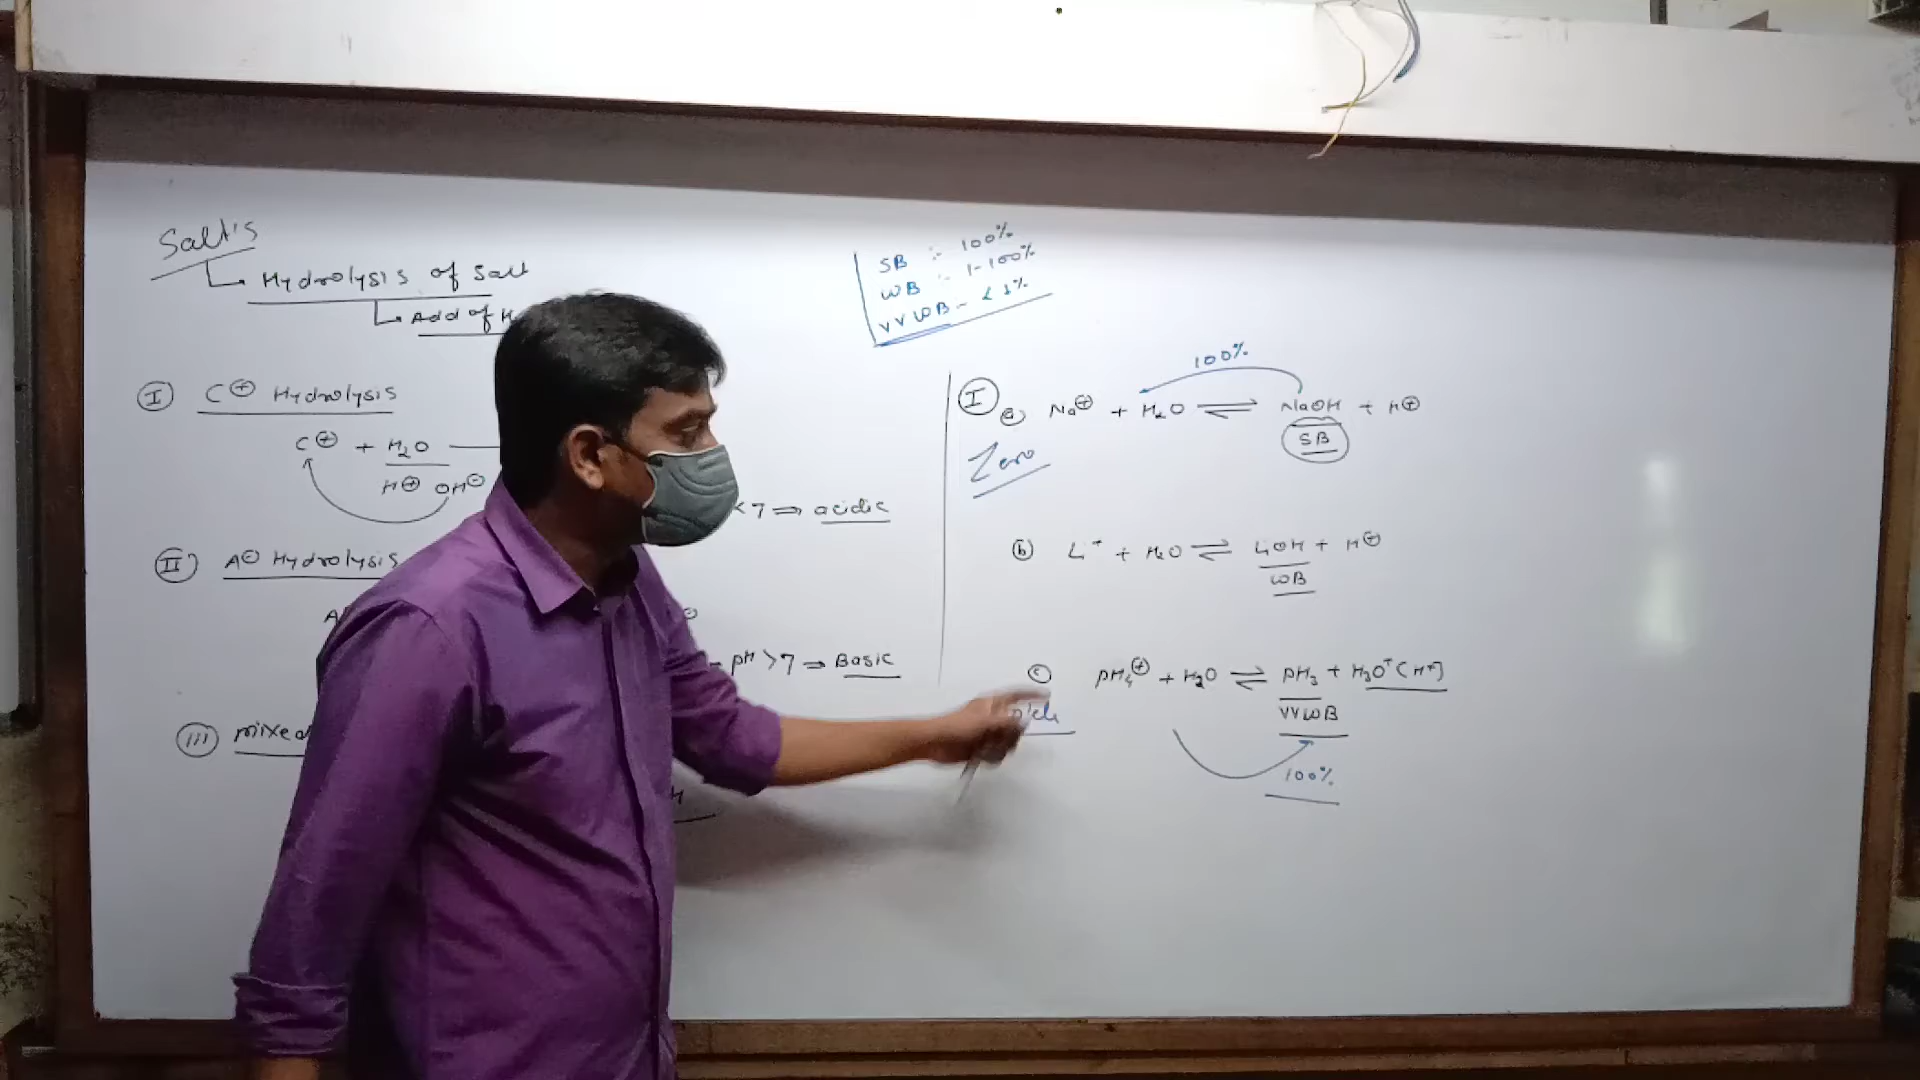 Salt's
Hydrolysis of Salt
Add of H
I C⊕ Hydrolysis
C⊕ + H2O
H⊕ OH⊖
< 7 ⇒ acidic
II) A⊖ Hydrolysis
A
⊖
pH > 7 ⇒ Basic
III mixed
H
SB :- 100%
WB :- 1-100%
VVWB - < 1%
I
100%
a) Na⊕ + H2O ⇌ NaOH + H⊕
SB
Zero
b) Li+ + H2O ⇌ LiOH + H⊕
WB
c) PH4⊕ + H2O ⇌ PH3 + H3O+ (H+)
VVWB
100%